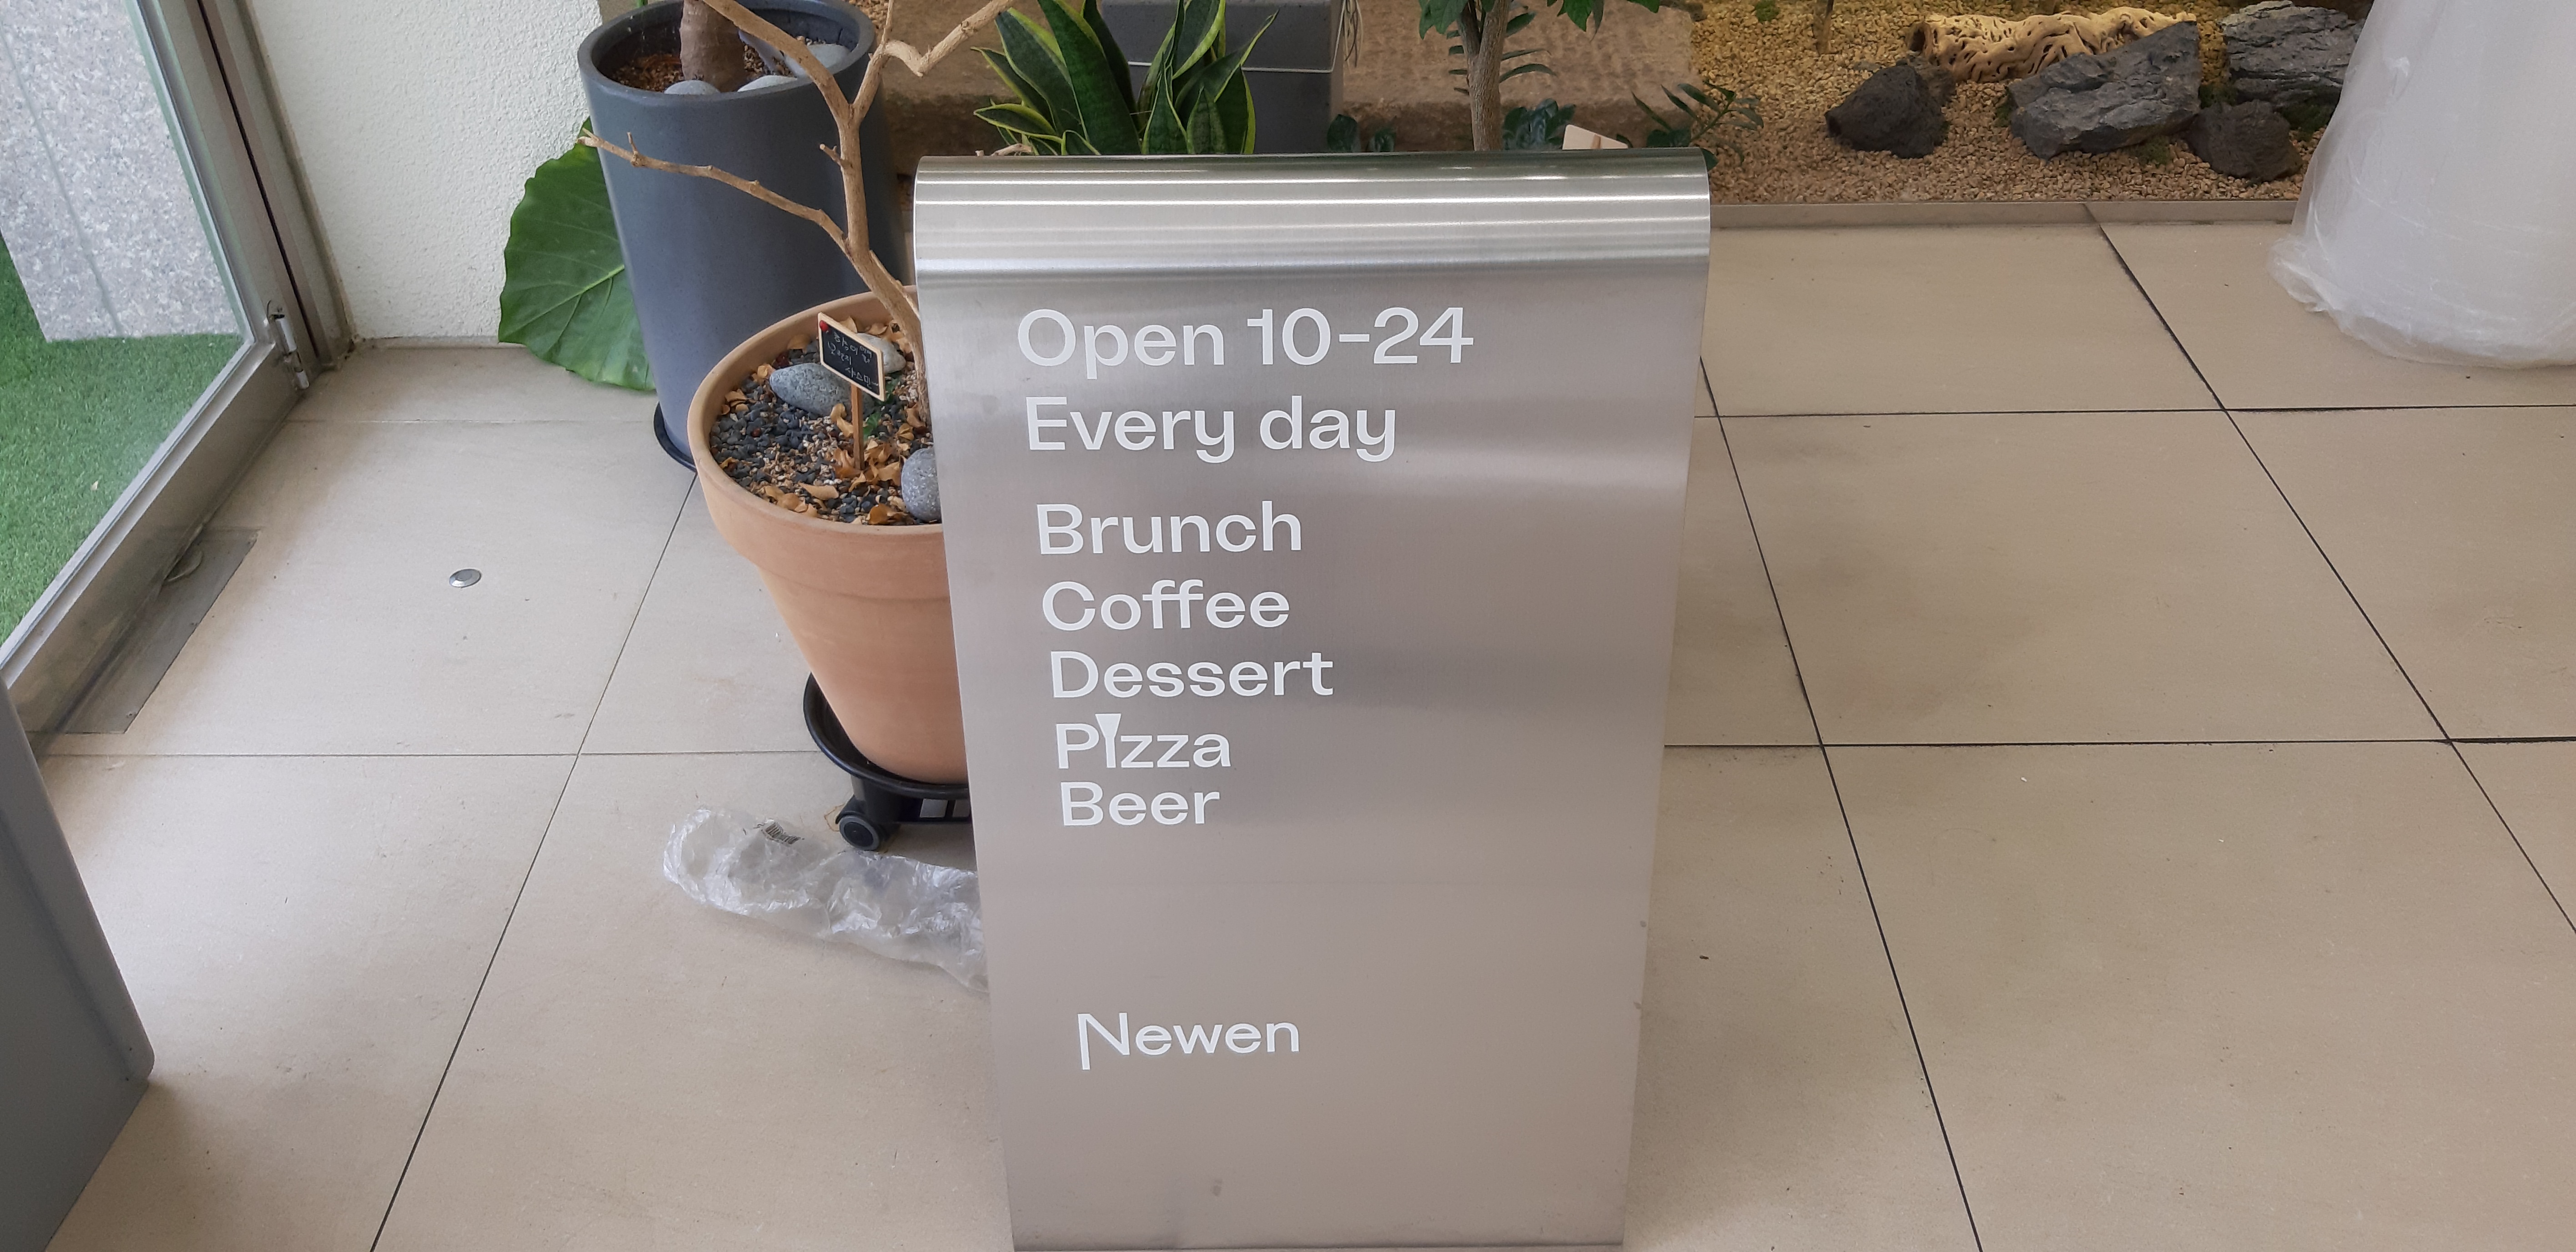 Open 10-24
Every day
Brunch
Coffee
Dessert
Pizza
Beer
Newen